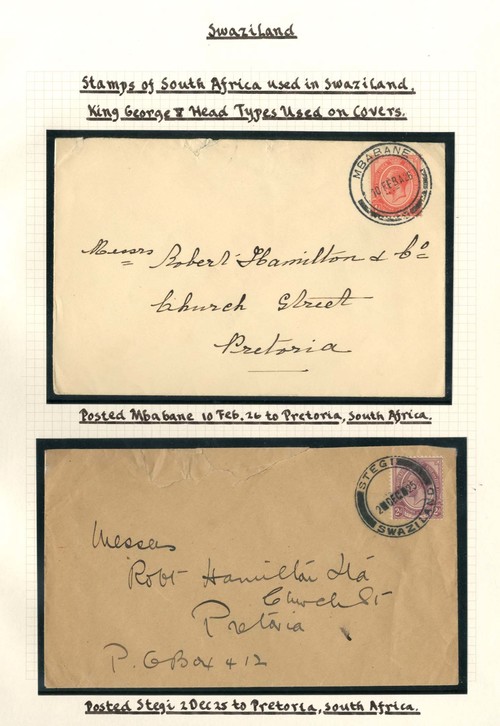 Swaziland
Stamps of South Africa used in Swaziland.
King George V Head Types Used on Covers.
MBABANE
10 FEB
Messrs Robert Hamilton & Co
Church Street
Pretoria
Posted Mbabane 10 Feb. 26 to Pretoria, South Africa.
STEGI
2 DEC 25
SWAZILAND
Messrs
Robt Hamilton Ltd
Church St
Pretoria
P.O Box 412
Posted Stegi 2 Dec 25 to Pretoria, South Africa.